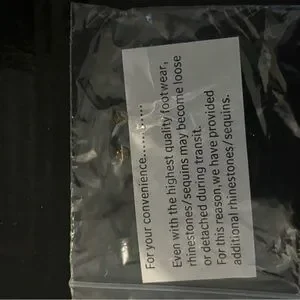 For your convenience............
Even with the highest quality footwear,
rhinestones/sequins may become loose
or detached during transit.
For this reason,we have provided
additional rhinestones/sequins.